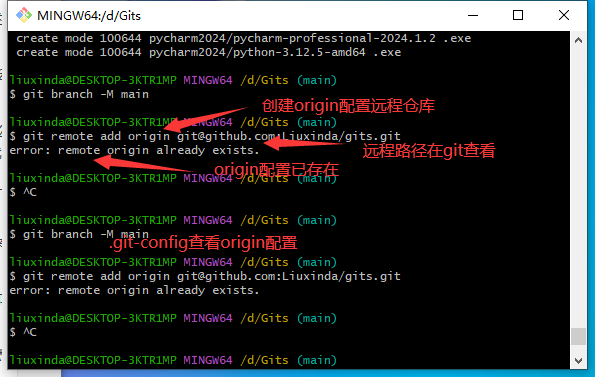 MINGW64:/d/Gits
create mode 100644 pycharm2024/pycharm-professional-2024.1.2 .exe
create mode 100644 pycharm2024/python-3.12.5-amd64 .exe
liuxinda@DESKTOP-3KTR1MP MINGW64 /d/Gits (main)
$ git branch -M main
创建origin配置远程仓库
liuxinda@DESKTOP-3KTR1MP MINGW64 /d/Gits (main)
$ git remote add origin git@github.com:Liuxinda/gits.git
error: remote origin already exists.
远程路径在git查看
origin配置已存在
liuxinda@DESKTOP-3KTR1MP MINGW64 /d/Gits (main)
$ ^C
liuxinda@DESKTOP-3KTR1MP MINGW64 /d/Gits (main)
$ git branch -M main
.git-config查看origin配置
liuxinda@DESKTOP-3KTR1MP MINGW64 /d/Gits (main)
$ git remote add origin git@github.com:Liuxinda/gits.git
error: remote origin already exists.
liuxinda@DESKTOP-3KTR1MP MINGW64 /d/Gits (main)
$ ^C
liuxinda@DESKTOP-3KTR1MP MINGW64 /d/Gits (main)